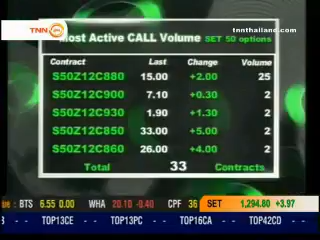 TNN
tnnthailand.com
Most Active CALL Volume SET 50 options
Contract Last Change Volume
S50Z12C880 15.00 +2.00 25
S50Z12C900 7.10 +0.30 2
S50Z12C930 1.90 +1.30 2
S50Z12C850 33.00 +5.00 2
S50Z12C860 26.00 +4.00 2
Total 33 Contracts
BTS 6.55 0.00 WHA 20.10 -0.40 CPF 36 SET 1,294.80 +3.97
-- TOP13CE -- TOP13PC -- TOP16CA -- TOP42CD --